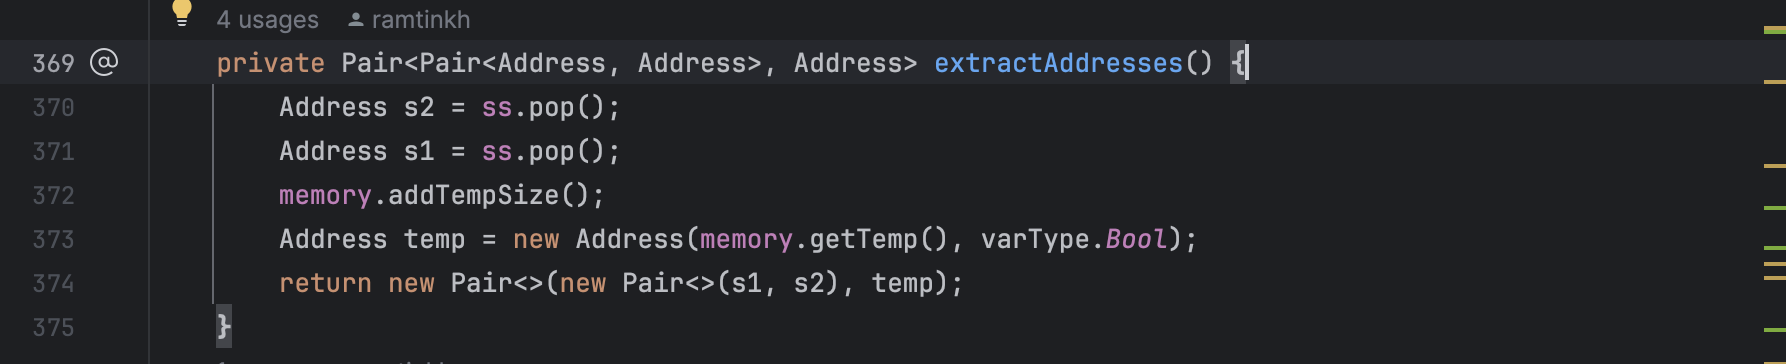 4 usages ramtinkh
369 @ private Pair<Pair<Address, Address>, Address> extractAddresses() {
370 Address s2 = ss.pop();
371 Address s1 = ss.pop();
372 memory.addTempSize();
373 Address temp = new Address(memory.getTemp(), varType.Bool);
374 return new Pair<>(new Pair<>(s1, s2), temp);
375 }